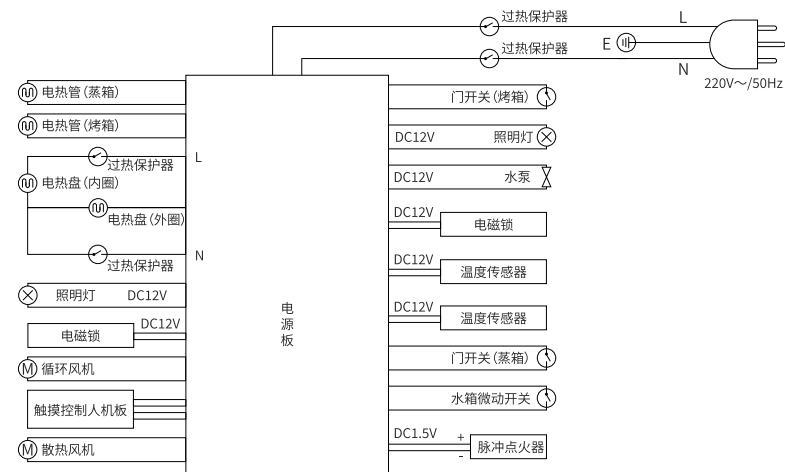 过热保护器
L
过热保护器
E
N
220V～/50Hz
电热管(蒸箱)
电热管(烤箱)
过热保护器
L
电热盘(内圈)
电热盘(外圈)
N
过热保护器
照明灯 DC12V
DC12V
电磁锁
M 循环风机
触摸控制人机板
M 散热风机
电
源
板
门开关(烤箱)
DC12V 照明灯
DC12V 水泵
DC12V
电磁锁
DC12V
温度传感器
DC12V
温度传感器
门开关(蒸箱)
水箱微动开关
DC1.5V + -
脉冲点火器